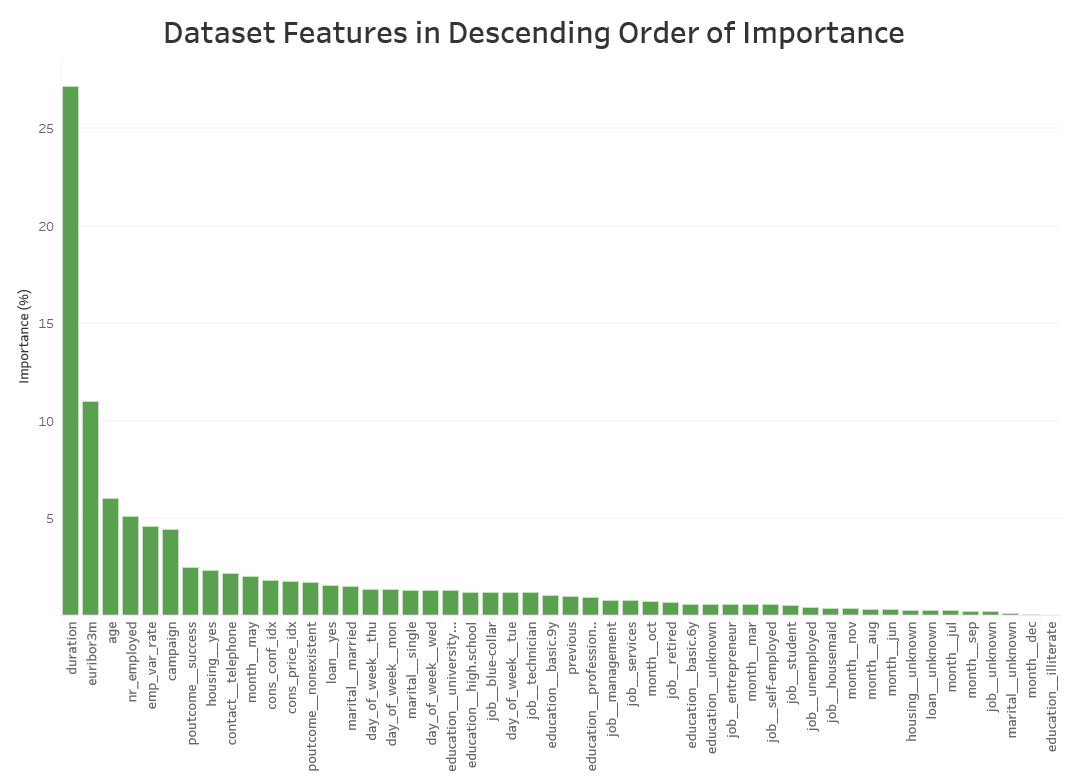 Dataset Features in Descending Order of Importance
Importance (%)
25
20
15
10
5
duration
euribor3m
age
nr_employed
emp_var_rate
campaign
poutcome__success
housing__yes
contact__telephone
month__may
cons_conf_idx
cons_price_idx
poutcome__nonexistent
loan__yes
marital__married
day_of_week__thu
day_of_week__mon
marital__single
day_of_week__wed
education__university...
education__high.school
job__blue-collar
day_of_week__tue
job__technician
education__basic.9y
previous
education__profession..
job__management
job__services
month__oct
job__retired
education__basic.6y
education__unknown
job__entrepreneur
month__mar
job__self-employed
job__student
job__unemployed
job__housemaid
month__nov
month__aug
month__jun
housing__unknown
loan__unknown
month__jul
month__sep
job__unknown
marital__unknown
month__dec
education__illiterate